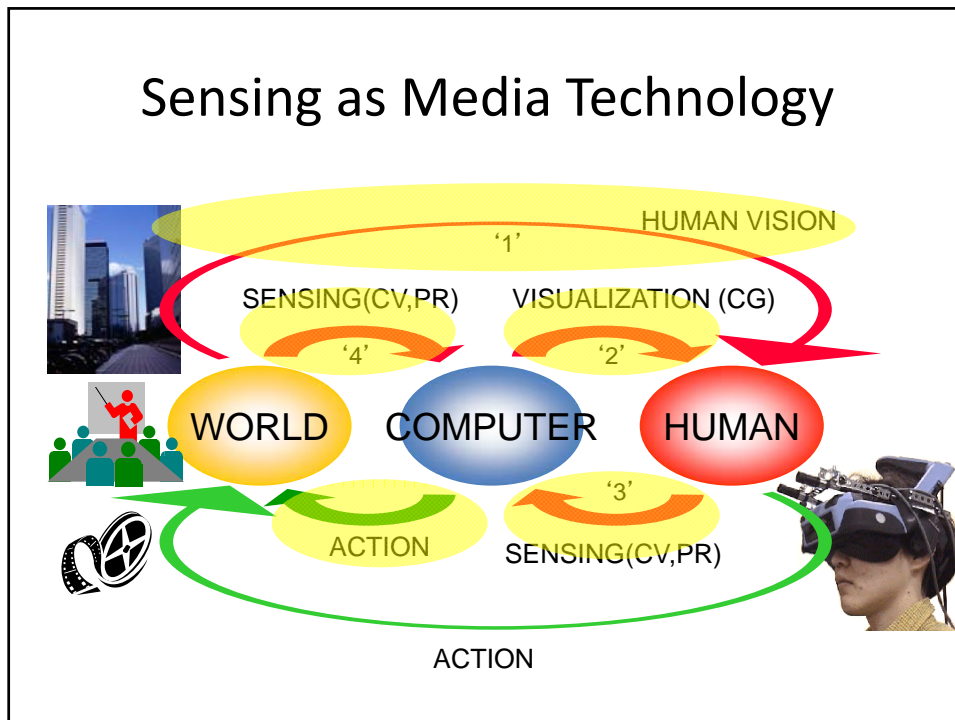 Sensing as Media Technology
HUMAN VISION
‘1’
SENSING(CV,PR)
VISUALIZATION (CG)
‘4’
‘2’
WORLD
COMPUTER
HUMAN
‘3’
ACTION
SENSING(CV,PR)
ACTION